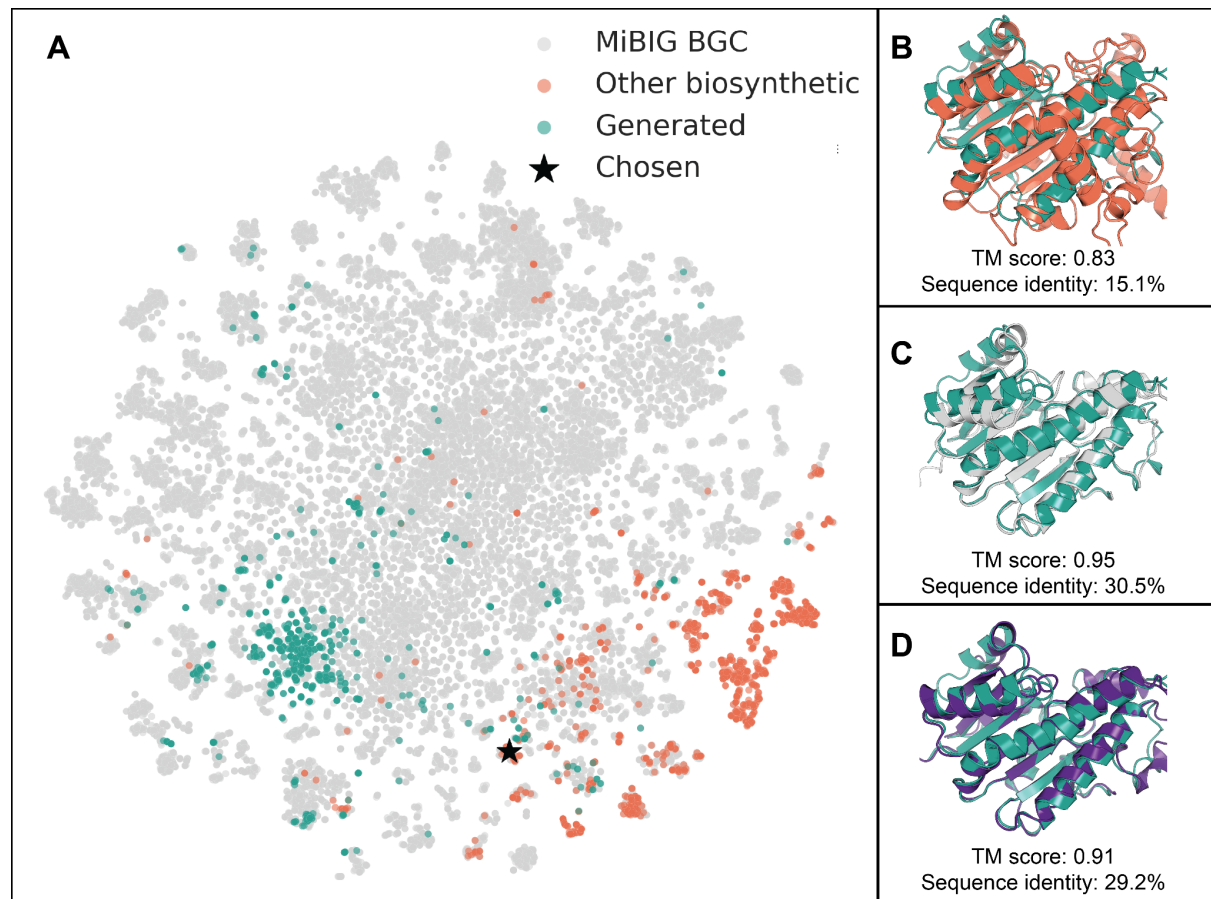 A
MiBIG BGC
Other biosynthetic
Generated
Chosen
B
TM score: 0.83
Sequence identity: 15.1%
C
TM score: 0.95
Sequence identity: 30.5%
D
TM score: 0.91
Sequence identity: 29.2%